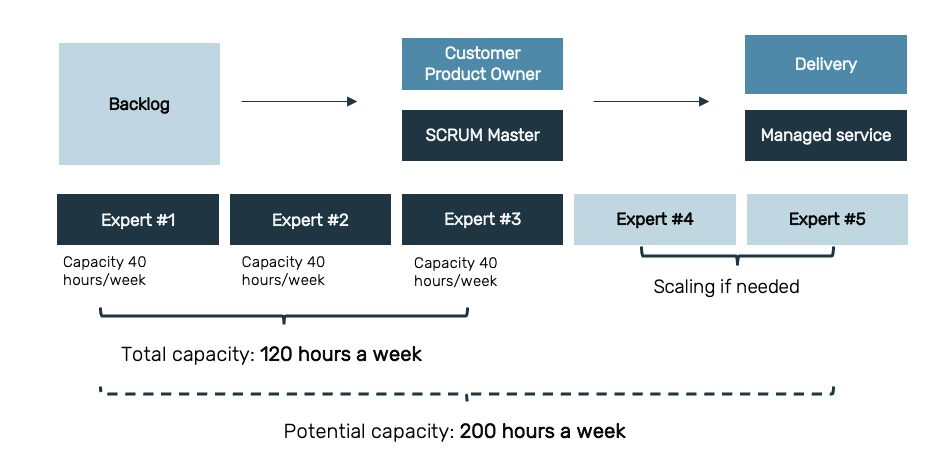 Backlog
Customer
Product Owner
SCRUM Master
Delivery
Managed service
Expert #1
Expert #2
Expert #3
Expert #4
Expert #5
Capacity 40
hours/week
Capacity 40
hours/week
Capacity 40
hours/week
Scaling if needed
Total capacity: 120 hours a week
Potential capacity: 200 hours a week